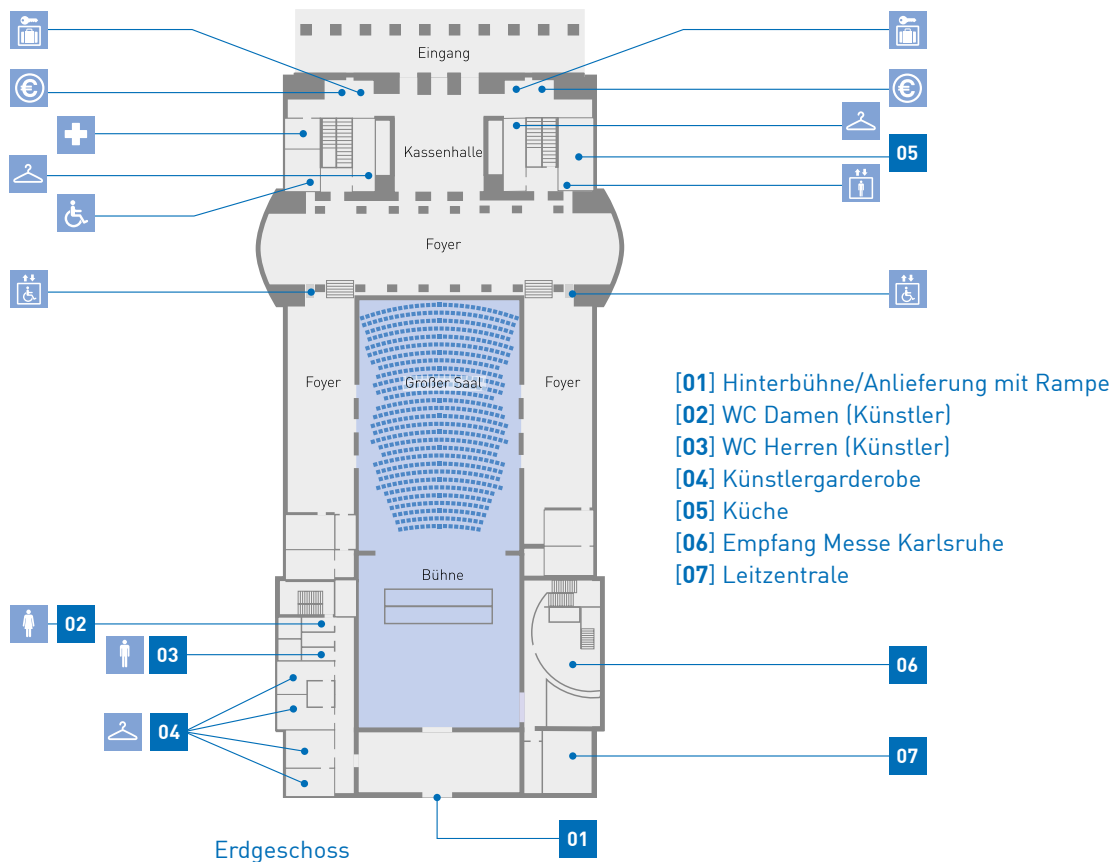 Eingang
€
€
Kassenhalle
05
Foyer
Foyer
Großer Saal
Foyer
[01] Hinterbühne/Anlieferung mit Rampe
[02] WC Damen (Künstler)
[03] WC Herren (Künstler)
[04] Künstlergarderobe
[05] Küche
[06] Empfang Messe Karlsruhe
[07] Leitzentrale
Bühne
02
03
06
04
07
01
Erdgeschoss